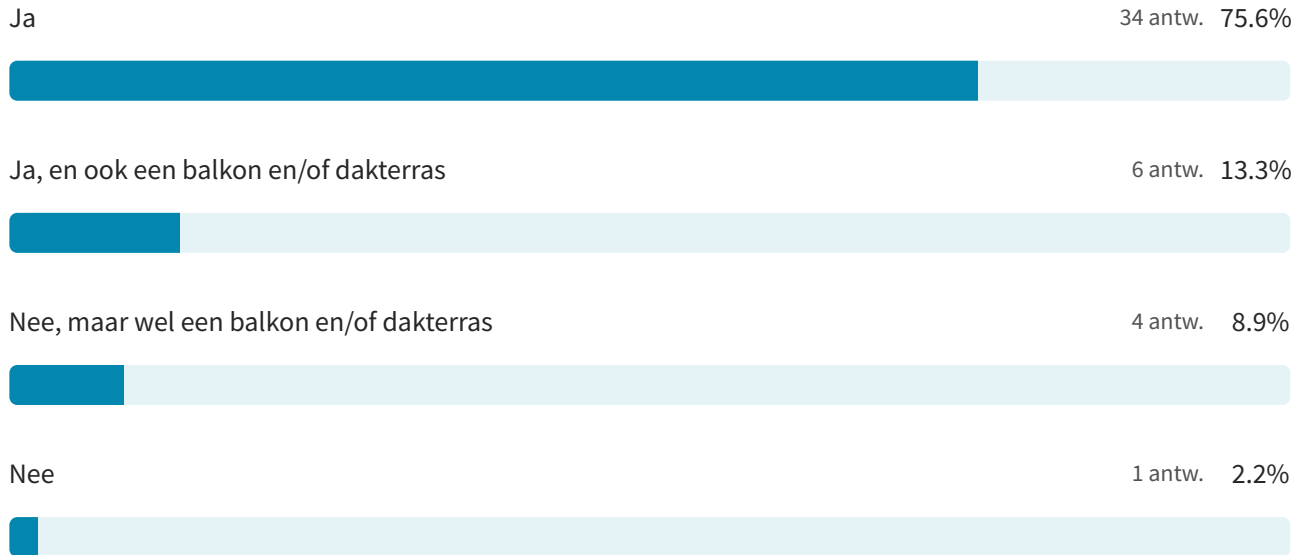 Ja 34 antw. 75.6%
Ja, en ook een balkon en/of dakterras 6 antw. 13.3%
Nee, maar wel een balkon en/of dakterras 4 antw. 8.9%
Nee 1 antw. 2.2%